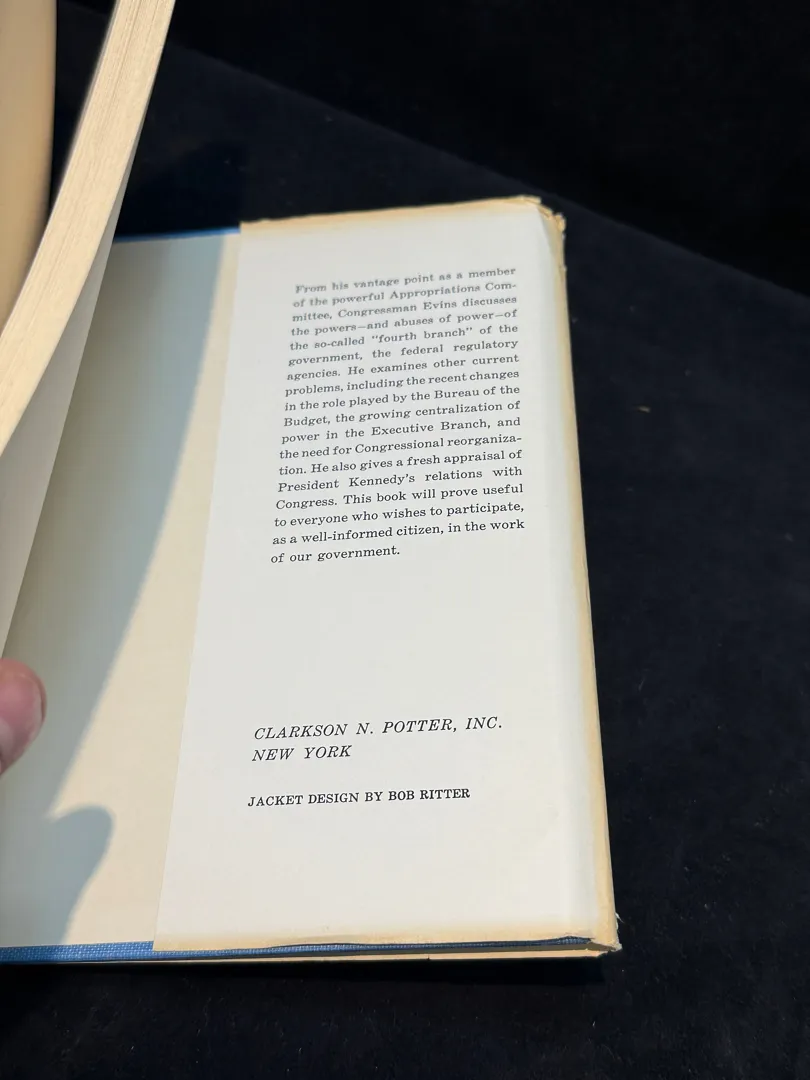 From his vantage point as a member
of the powerful Appropriations Com-
mittee, Congressman Evins discusses
the powers—and abuses of power—of
the so-called "fourth branch" of the
government, the federal regulatory
agencies. He examines other current
problems, including the recent changes
in the role played by the Bureau of the
Budget, the growing centralization of
power in the Executive Branch, and
the need for Congressional reorganiza-
tion. He also gives a fresh appraisal of
President Kennedy's relations with
Congress. This book will prove useful
to everyone who wishes to participate,
as a well-informed citizen, in the work
of our government.
CLARKSON N. POTTER, INC.
NEW YORK
JACKET DESIGN BY BOB RITTER